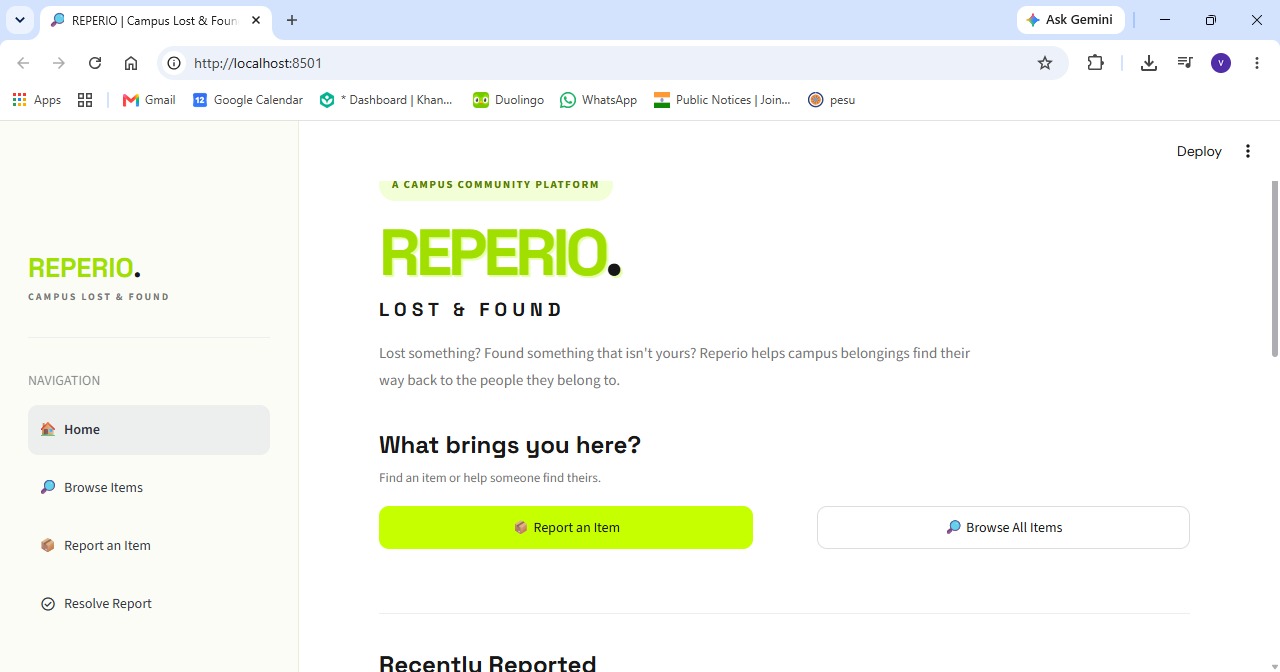 REPERIO | Campus Lost & Foun
Ask Gemini
http://localhost:8501
V
Apps
Gmail
12
Google Calendar
* Dashboard | Khan...
Duolingo
WhatsApp
Public Notices | Join...
pesu
Deploy
REPERIO.
CAMPUS LOST & FOUND
NAVIGATION
Home
Browse Items
Report an Item
Resolve Report
A CAMPUS COMMUNITY PLATFORM
REPERIO.
LOST & FOUND
Lost something? Found something that isn't yours? Reperio helps campus belongings find their
way back to the people they belong to.
What brings you here?
Find an item or help someone find theirs.
Report an Item
Browse All Items
Recently Reported